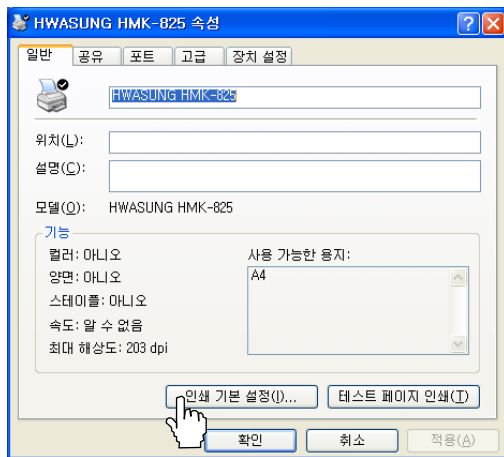 HWASUNG HMK-825 속성
일반 공유 포트 고급 장치 설정
HWASUNG HMK-825
위치(L):
설명(C):
모델(O): HWASUNG HMK-825
기능
컬러: 아니오 사용 가능한 용지:
양면: 아니오 A4
스테이플: 아니오
속도: 알 수 없음
최대 해상도: 203 dpi
인쇄 기본 설정(I)... 테스트 페이지 인쇄(T)
확인 취소 적용(A)